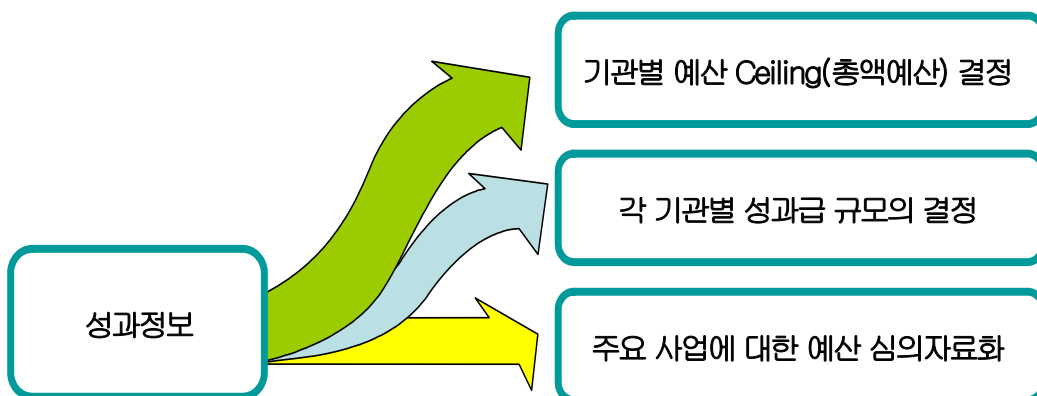 기관별 예산 Ceiling(총액예산) 결정
각 기관별 성과급 규모의 결정
성과정보
주요 사업에 대한 예산 심의자료화